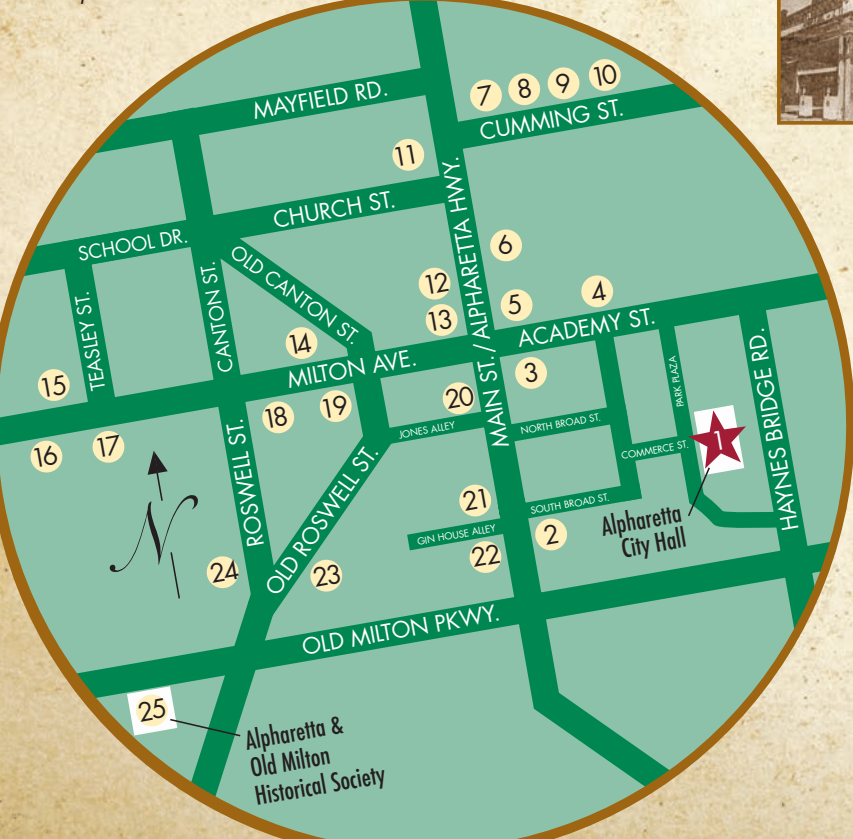 MAYFIELD RD.
7
8
9
10
CUMMING ST.
11
CHURCH ST.
SCHOOL DR.
MAIN ST./ALPHARETTA HWY.
6
OLD CANTON ST.
CANTON ST.
TEASLEY ST.
12
13
5
4
ACADEMY ST.
14
MILTON AVE.
3
15
16
17
18
19
20
JONES ALLEY
NORTH BROAD ST.
PARK PLAZA
COMMERCE ST.
1
HAYNES BRIDGE RD.
Alpharetta
City Hall
SOUTH BROAD ST.
2
21
GIN HOUSE ALLEY
22
ROSWELL ST.
OLD ROSWELL ST.
N
24
23
OLD MILTON PKWY.
25
Alpharetta &
Old Milton
Historical Society